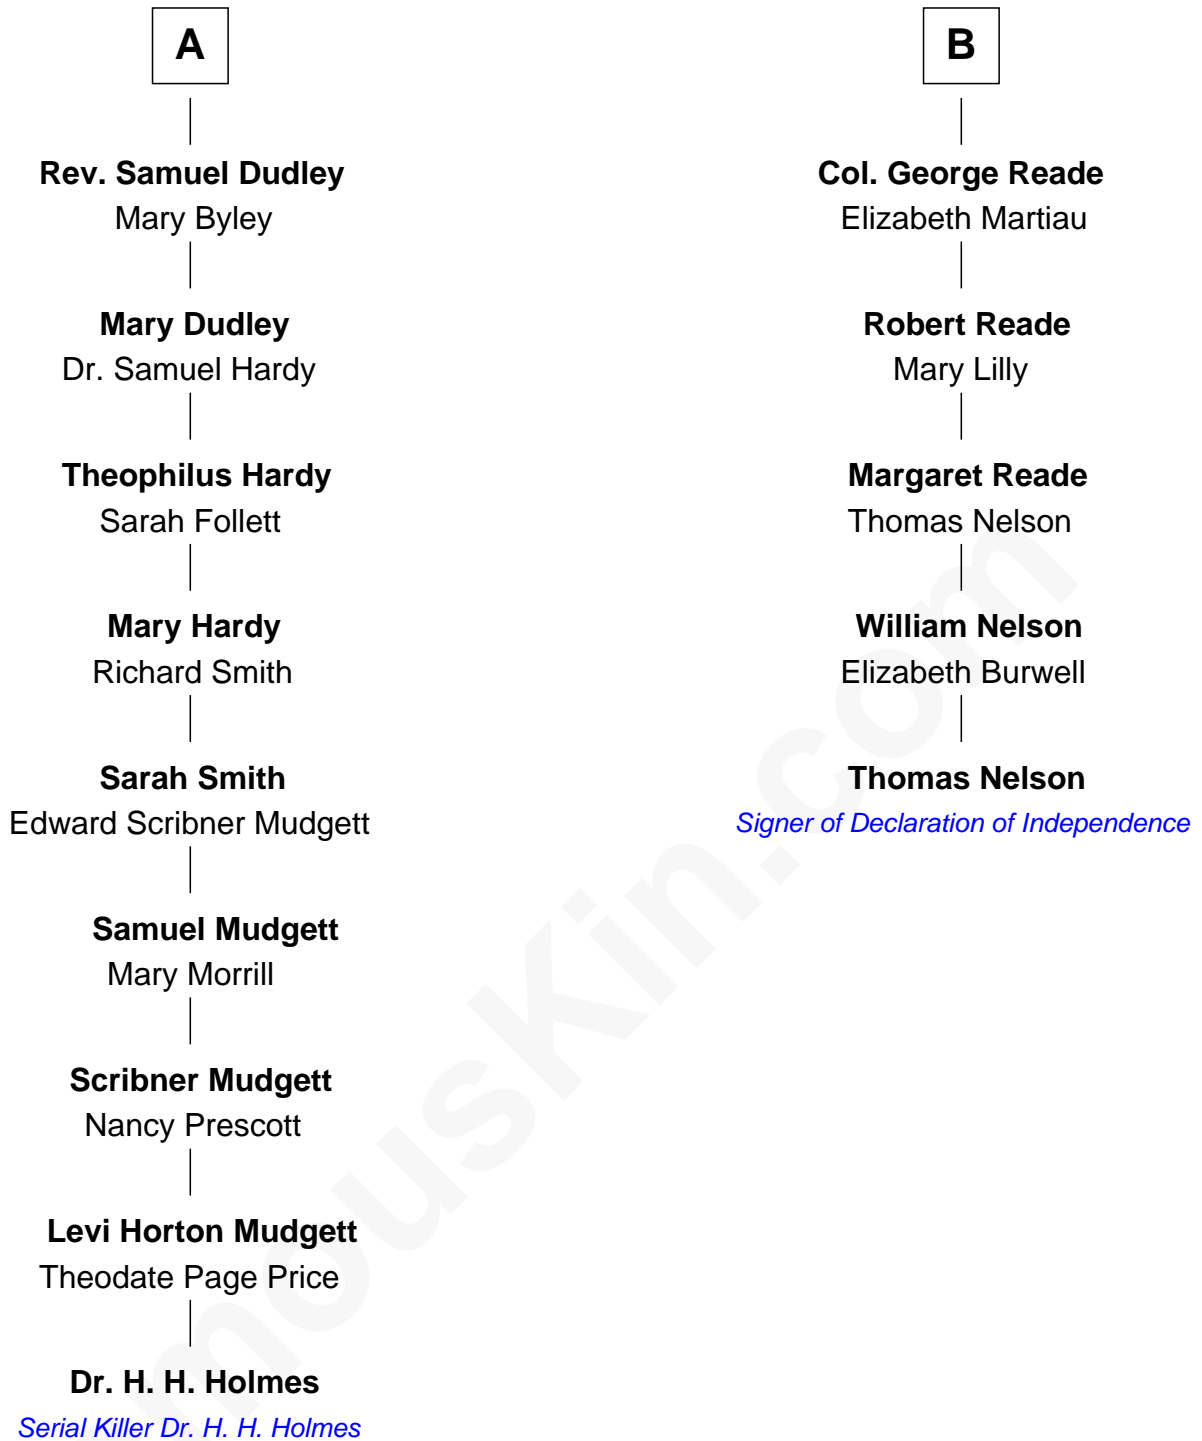 A
Rev. Samuel Dudley
Mary Byley
Mary Dudley
Dr. Samuel Hardy
Theophilus Hardy
Sarah Follett
Mary Hardy
Richard Smith
Sarah Smith
Edward Scribner Mudgett
Samuel Mudgett
Mary Morrill
Scribner Mudgett
Nancy Prescott
Levi Horton Mudgett
Theodate Page Price
Dr. H. H. Holmes
Serial Killer Dr. H. H. Holmes
B
Col. George Reade
Elizabeth Martiau
Robert Reade
Mary Lilly
Margaret Reade
Thomas Nelson
William Nelson
Elizabeth Burwell
Thomas Nelson
Signer of Declaration of Independence
mousKin.com